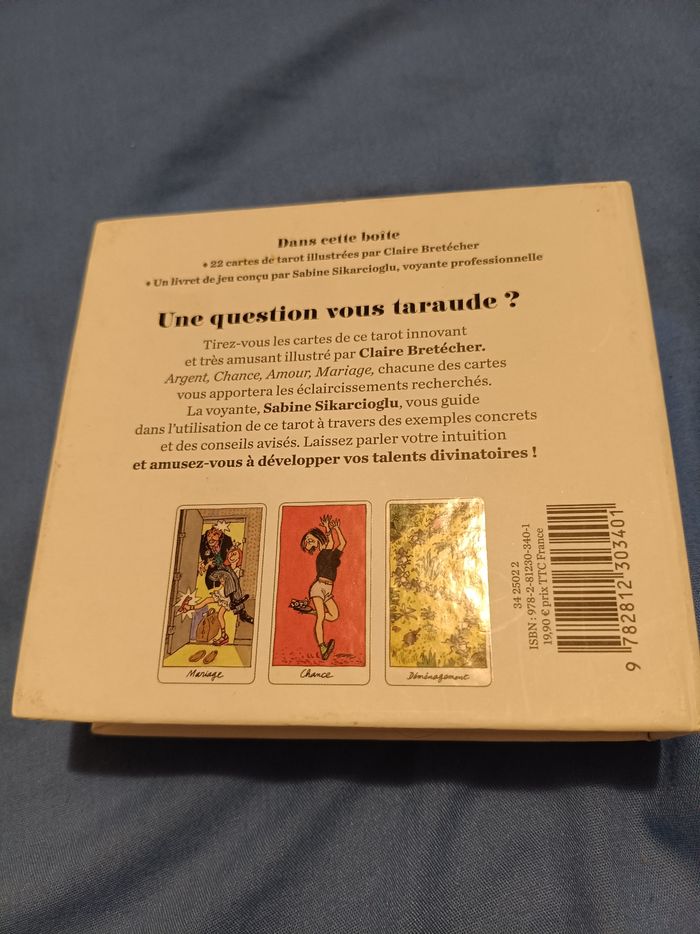 Dans cette boîte
• 22 cartes de tarot illustrées par Claire Bretécher
• Un livret de jeu conçu par Sabine Sikarcioglu, voyante professionnelle
Une question vous taraude ?
Tirez-vous les cartes de ce tarot innovant
et très amusant illustré par Claire Bretécher.
Argent, Chance, Amour, Mariage, chacune des cartes
vous apportera les éclaircissements recherchés.
La voyante, Sabine Sikarcioglu, vous guide
dans l'utilisation de ce tarot à travers des exemples concrets
et des conseils avisés. Laissez parler votre intuition
et amusez-vous à développer vos talents divinatoires !
Mariage
Chance
Déménagement
34 2502 2
ISBN : 978-2-81230-340-1
19,90 € prix TTC France
9 782812 303401